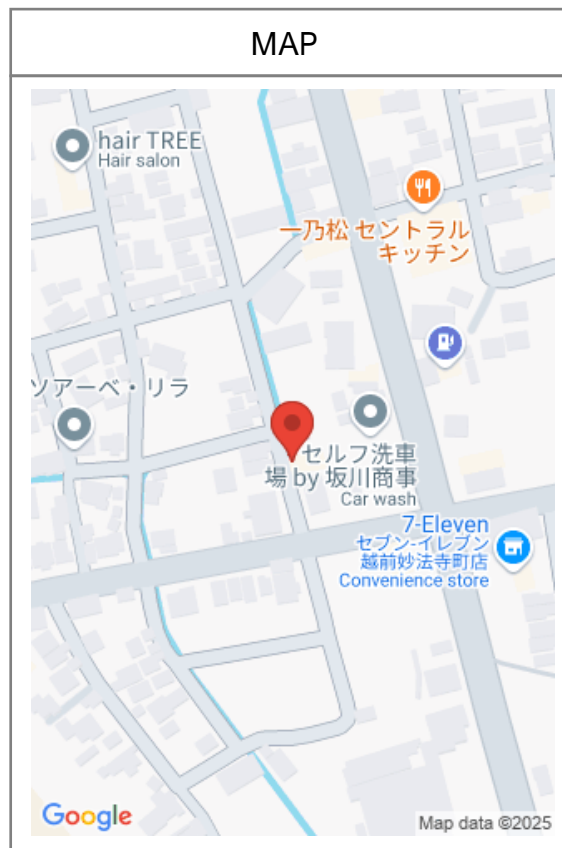 MAP
hair TREE
Hair salon
一乃松 セントラル
キッチン
ソアーベ・リラ
セルフ洗車
場 by 坂川商事
Car wash
7-Eleven
セブン-イレブン
越前妙法寺町店
Convenience store
Google
Map data ©2025